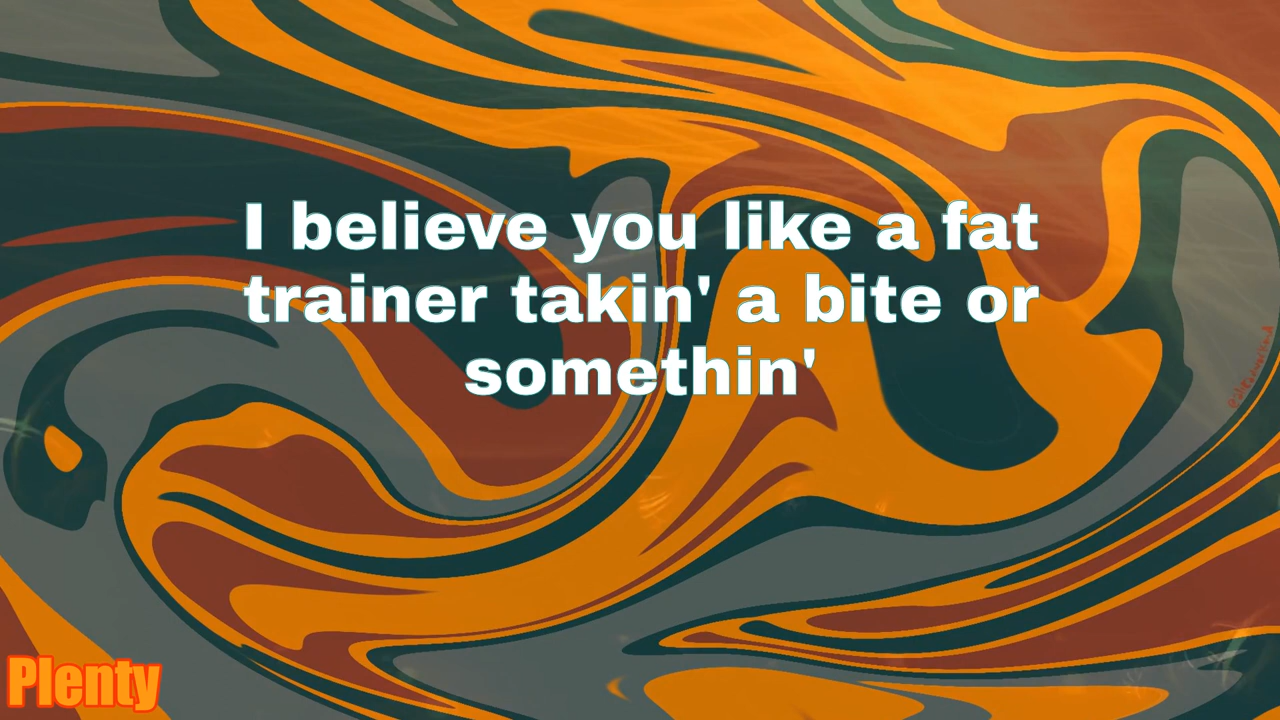 I believe you like a fat
trainer takin' a bite or
somethin'
Plenty